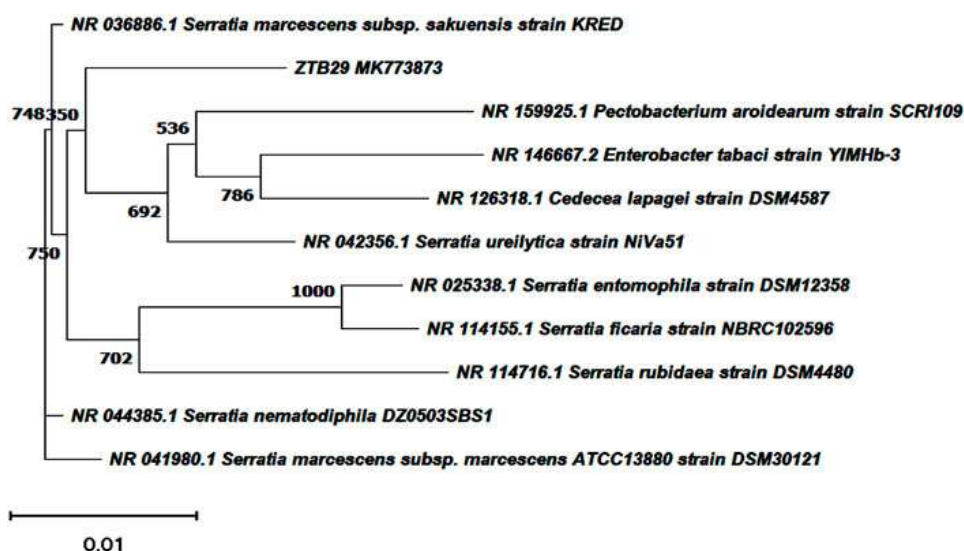 NR 036886.1 Serratia marcescens subsp. sakuensis strain KRED
ZTB29 MK773873
748 350
NR 159925.1 Pectobacterium aroidearum strain SCRI109
536
NR 146667.2 Enterobacter tabaci strain YIMHb-3
786
NR 126318.1 Cedecea lapagei strain DSM4587
692
NR 042356.1 Serratia ureilytica strain NiVa51
750
NR 025338.1 Serratia entomophila strain DSM12358
1000
NR 114155.1 Serratia ficaria strain NBRC102596
702
NR 114716.1 Serratia rubidaea strain DSM4480
NR 044385.1 Serratia nematodiphila DZ0503SBS1
NR 041980.1 Serratia marcescens subsp. marcescens ATCC13880 strain DSM30121
0.01